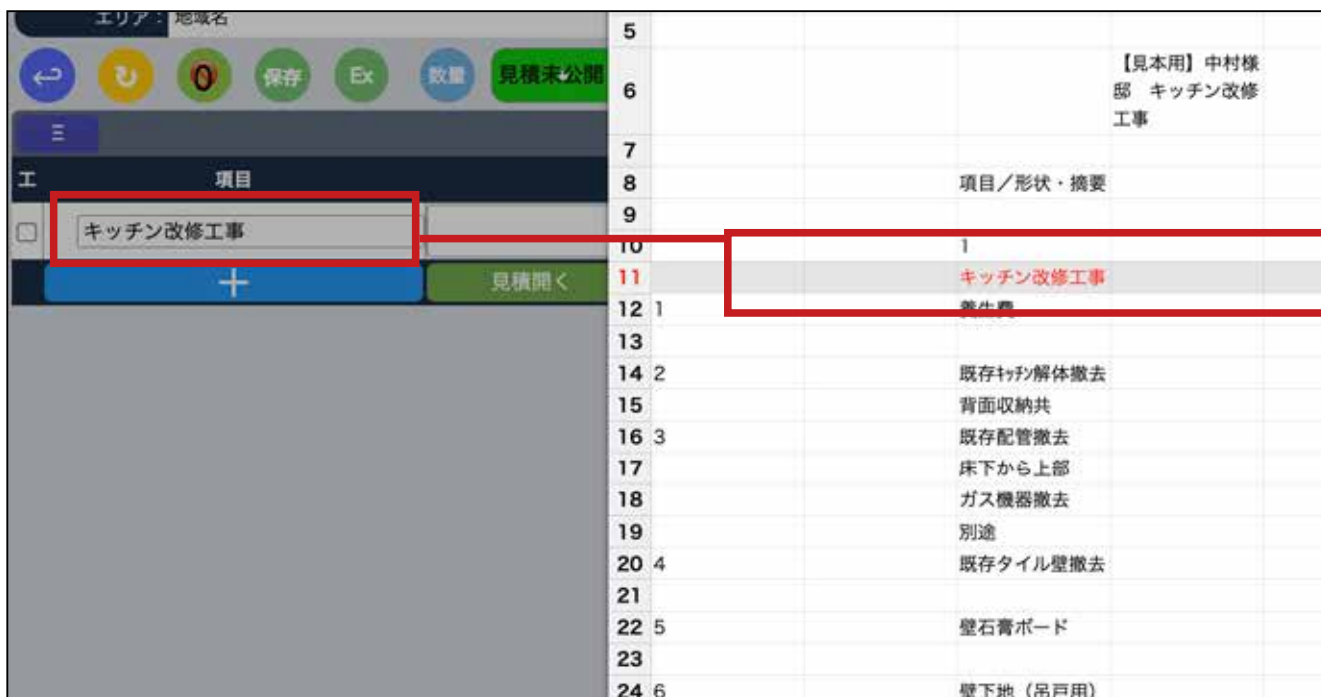 エリア： 地域名
0 保存 Ex 数量 見積未公開
工 項目
キッチン改修工事
見積開く
5
6 【見本用】中村様
邸 キッチン改修
工事
7
8 項目／形状・摘要
9
10 1
11 キッチン改修工事
12 1 養生費
13
14 2 既存ｷｯﾁﾝ解体撤去
15 背面収納共
16 3 既存配管撤去
17 床下から上部
18 ガス機器撤去
19 別途
20 4 既存タイル壁撤去
21
22 5 壁石膏ボード
23
24 6 壁下地（吊戸用）